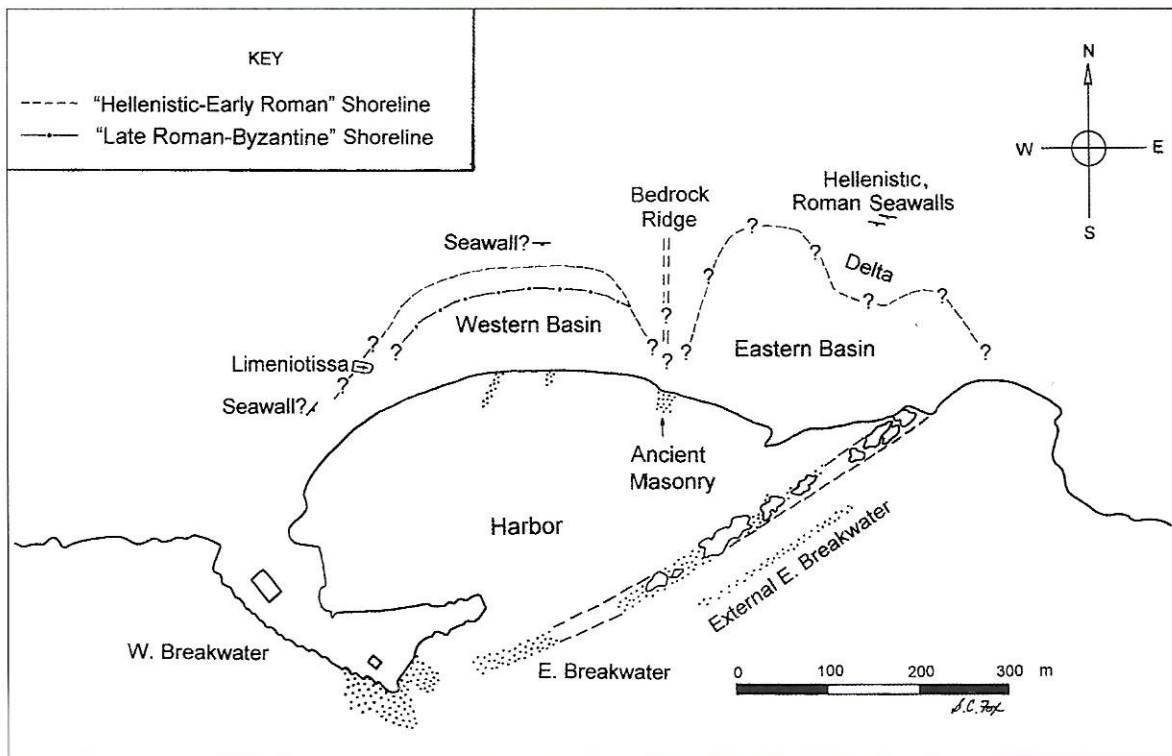 KEY
"Hellenistic-Early Roman" Shoreline
"Late Roman-Byzantine" Shoreline
N
W
E
S
Hellenistic,
Roman Seawalls
Bedrock
Ridge
Seawall?
?
?
Delta
?
?
?
?
Western Basin
?
?
?
?
?
?
?
Eastern Basin
Limeniotissa
?
Seawall?
Ancient
Masonry
Harbor
External E. Breakwater
W. Breakwater
E. Breakwater
0 100 200 300 m
S.C. Fox